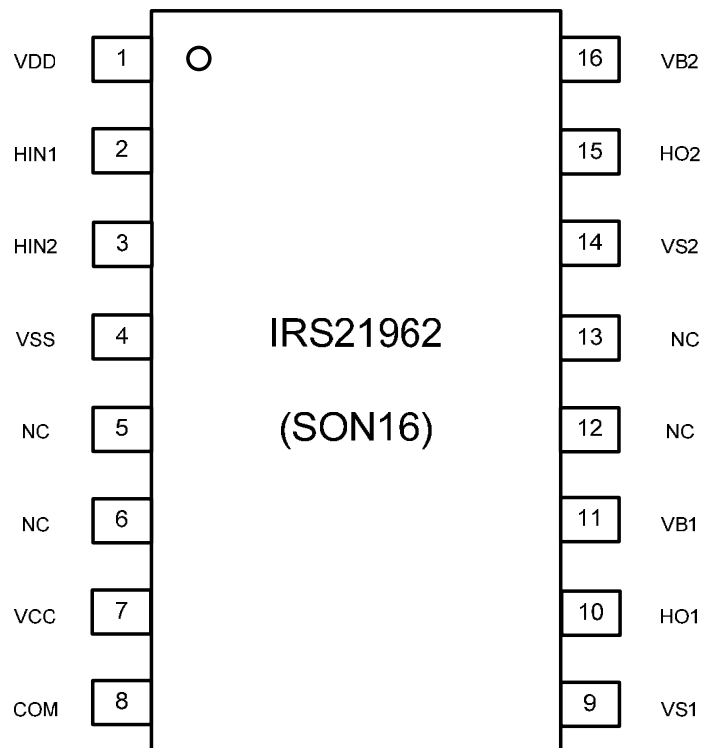 VDD 1 16 VB2
HIN1 2 15 HO2
HIN2 3 14 VS2
VSS 4 IRS21962 13 NC
NC 5 (SON16) 12 NC
NC 6 11 VB1
VCC 7 10 HO1
COM 8 9 VS1